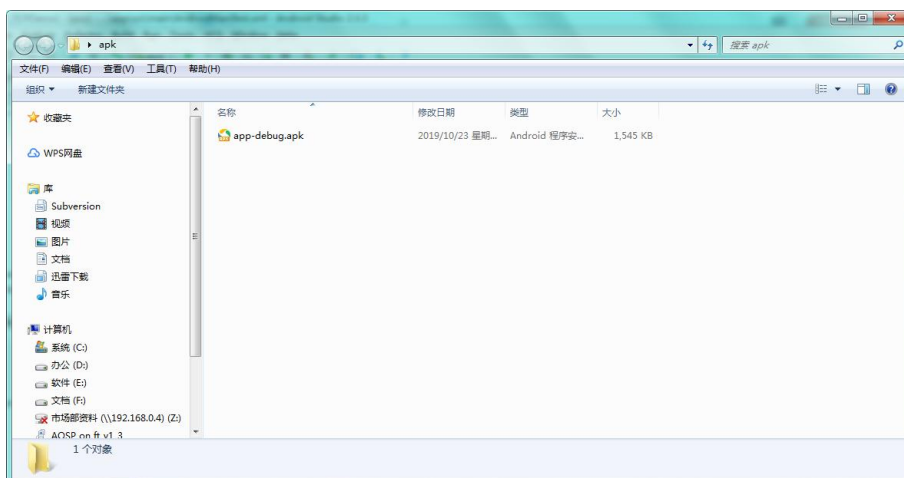 apk
搜索 apk
文件(F) 编辑(E) 查看(V) 工具(T) 帮助(H)
组织 新建文件夹
收藏夹
WPS网盘
库
Subversion
视频
图片
文档
迅雷下载
音乐
计算机
系统 (C:)
办公 (D:)
软件 (E:)
文档 (F:)
市场部资料 (\\192.168.0.4) (Z:)
AOSP on ft v1 3
名称 修改日期 类型 大小
app-debug.apk 2019/10/23 星期... Android 程序安... 1,545 KB
1 个对象